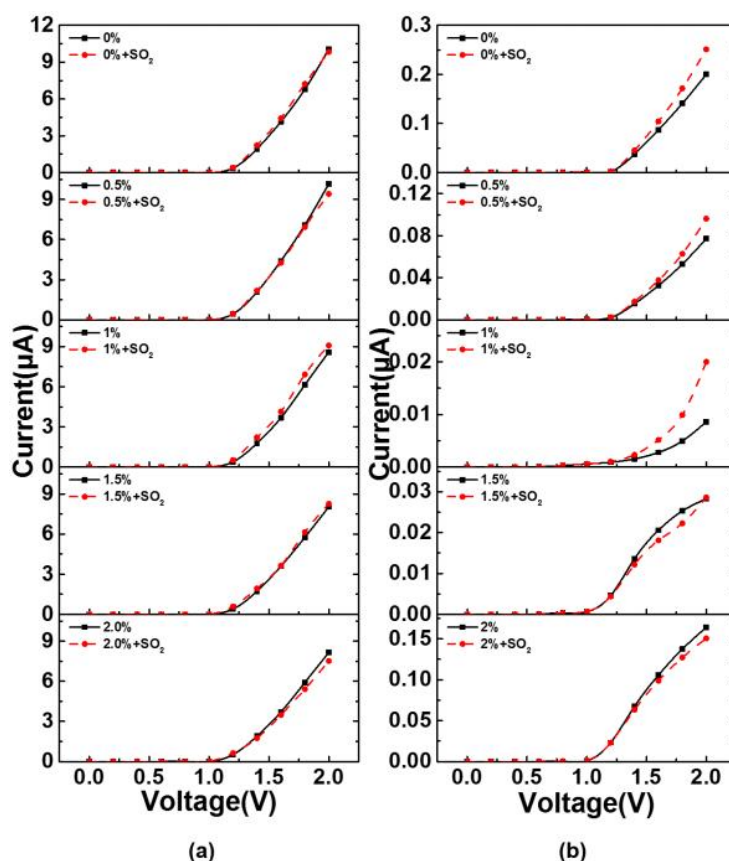 12
9
6
3
0
0%
0%+SO2
9
6
3
0
0.5%
0.5%+SO2
9
6
3
0
1%
1%+SO2
9
6
3
0
1.5%
1.5%+SO2
9
6
3
0
2.0%
2.0%+SO2
Current(μA)
0.0 0.5 1.0 1.5 2.0
Voltage(V)
(a)
0.3
0.2
0.1
0.0
0%
0%+SO2
0.12
0.08
0.04
0.00
0.5%
0.5%+SO2
0.02
0.01
0.00
1%
1%+SO2
0.03
0.02
0.01
0.00
1.5%
1.5%+SO2
0.15
0.10
0.05
0.00
2%
2%+SO2
Current(μA)
0.0 0.5 1.0 1.5 2.0
Voltage(V)
(b)